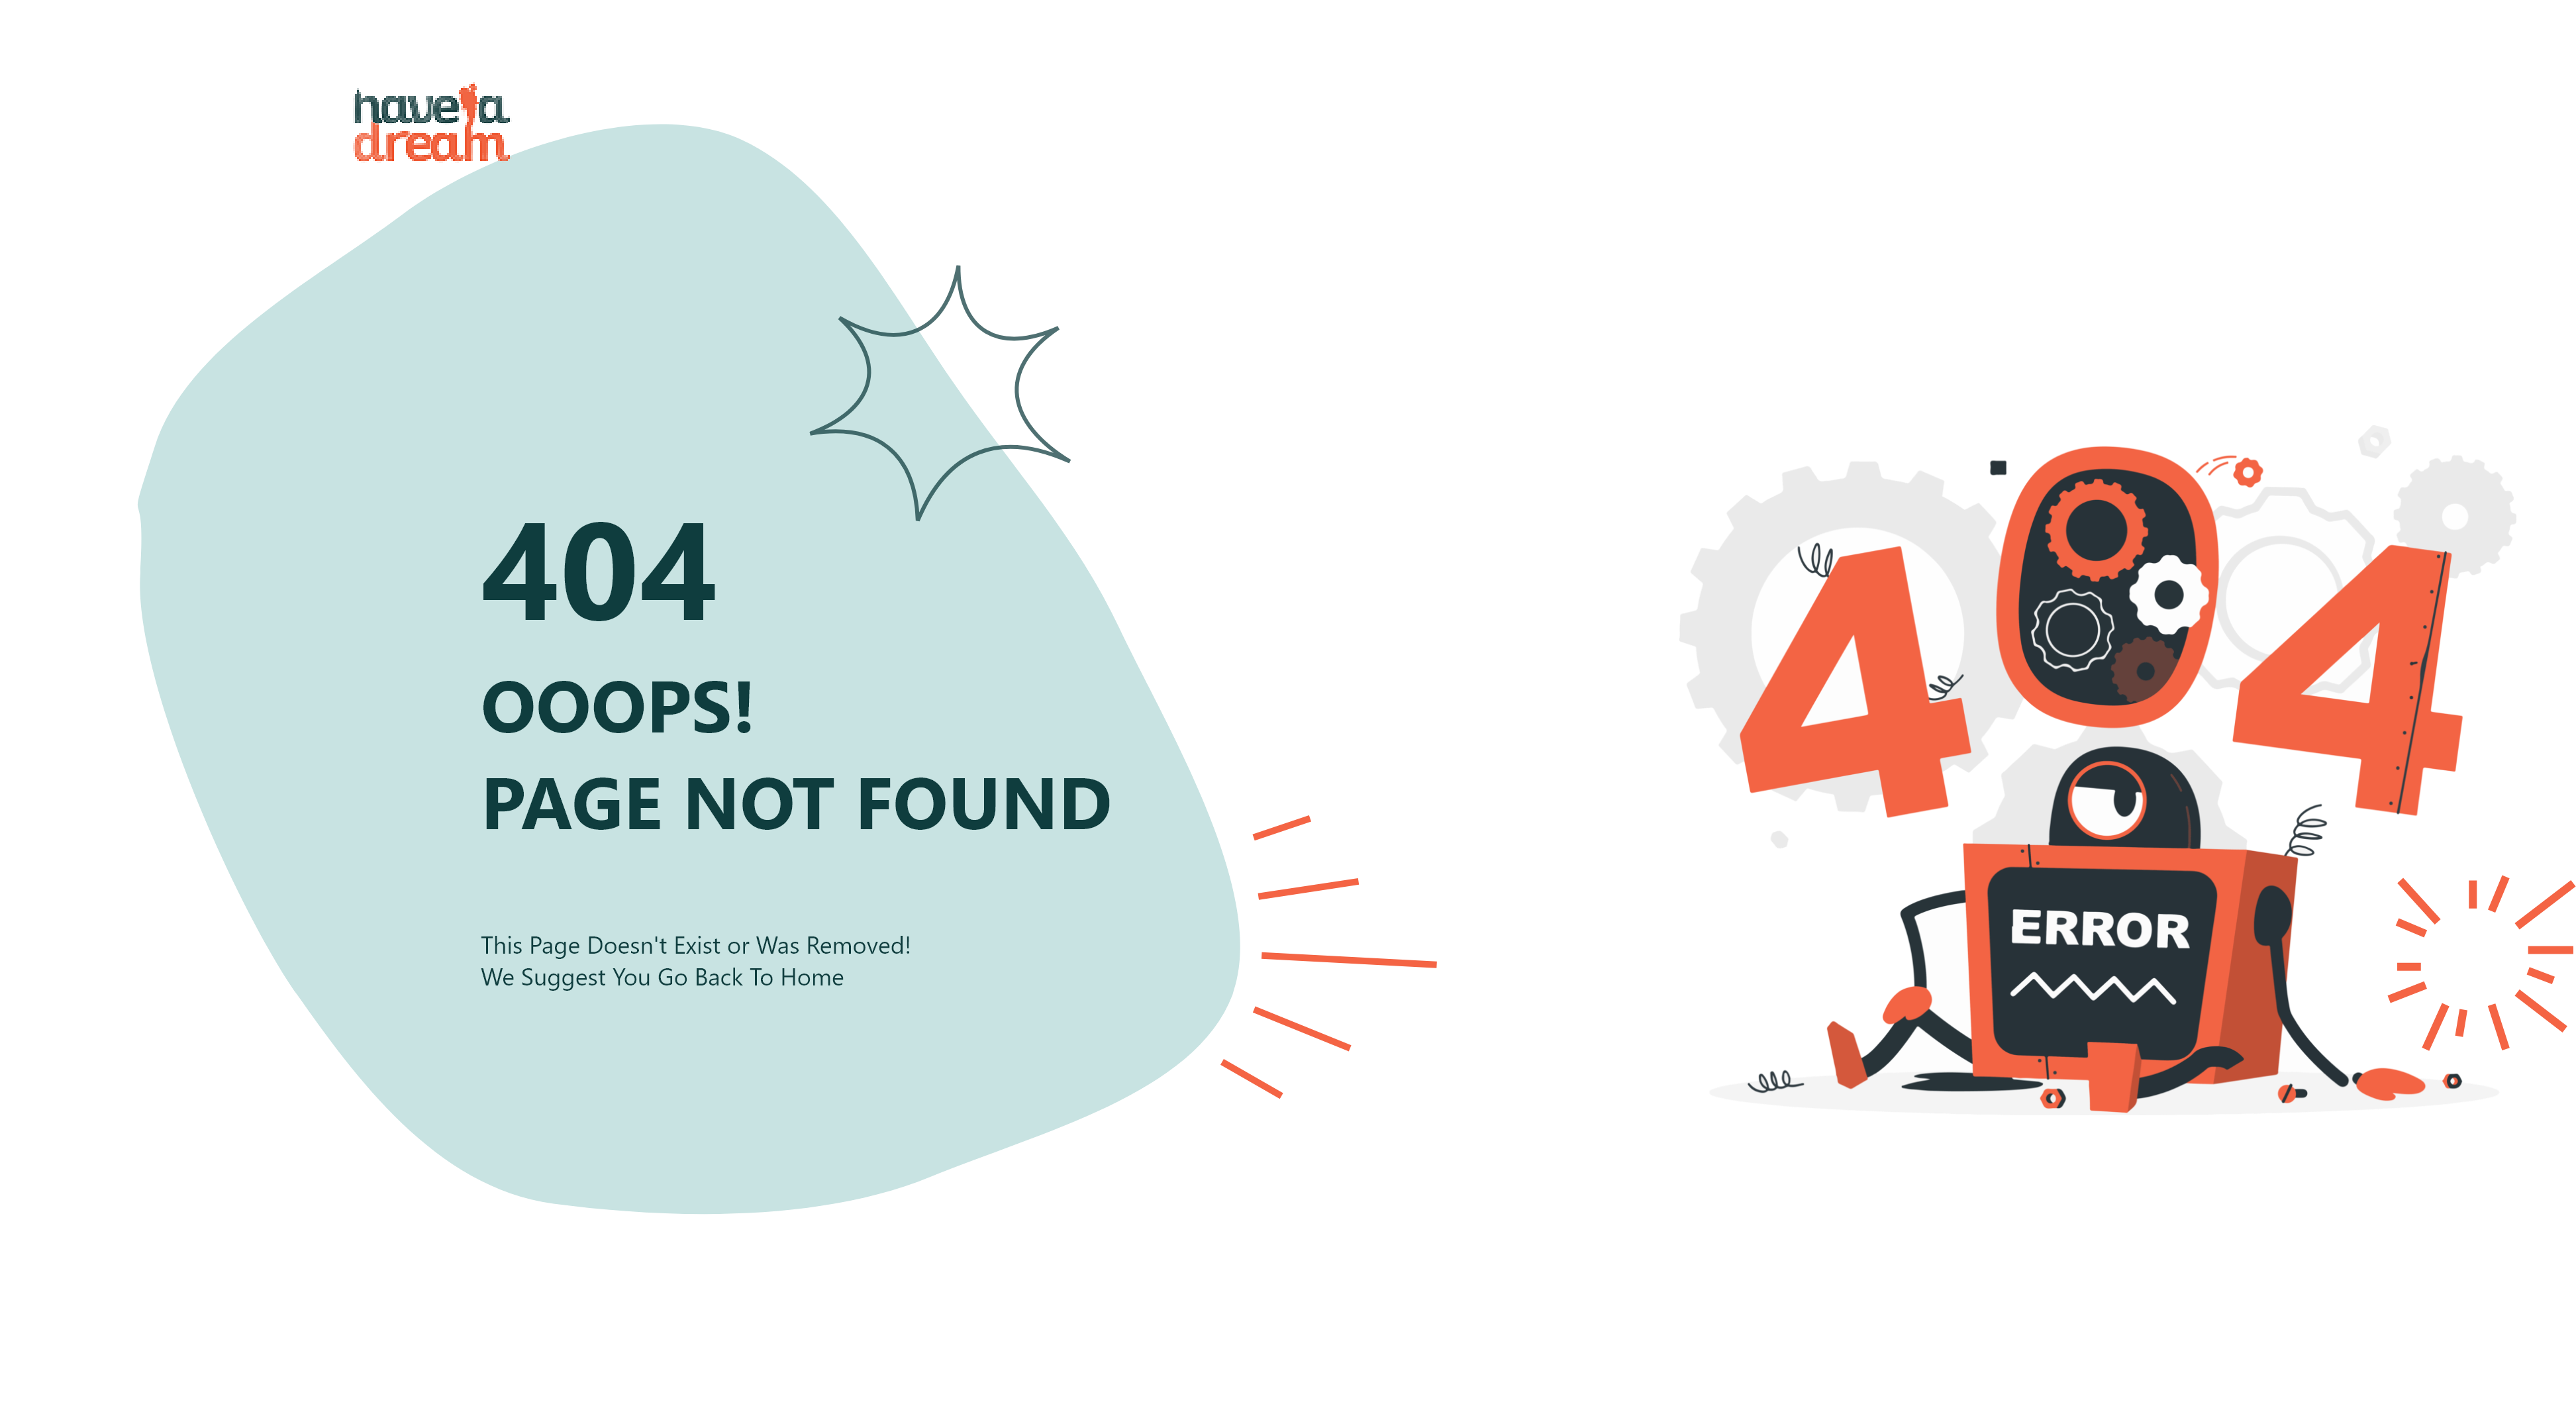 have a
dream
404
OOOPS!
PAGE NOT FOUND
This Page Doesn't Exist or Was Removed!
We Suggest You Go Back To Home
404
ERROR